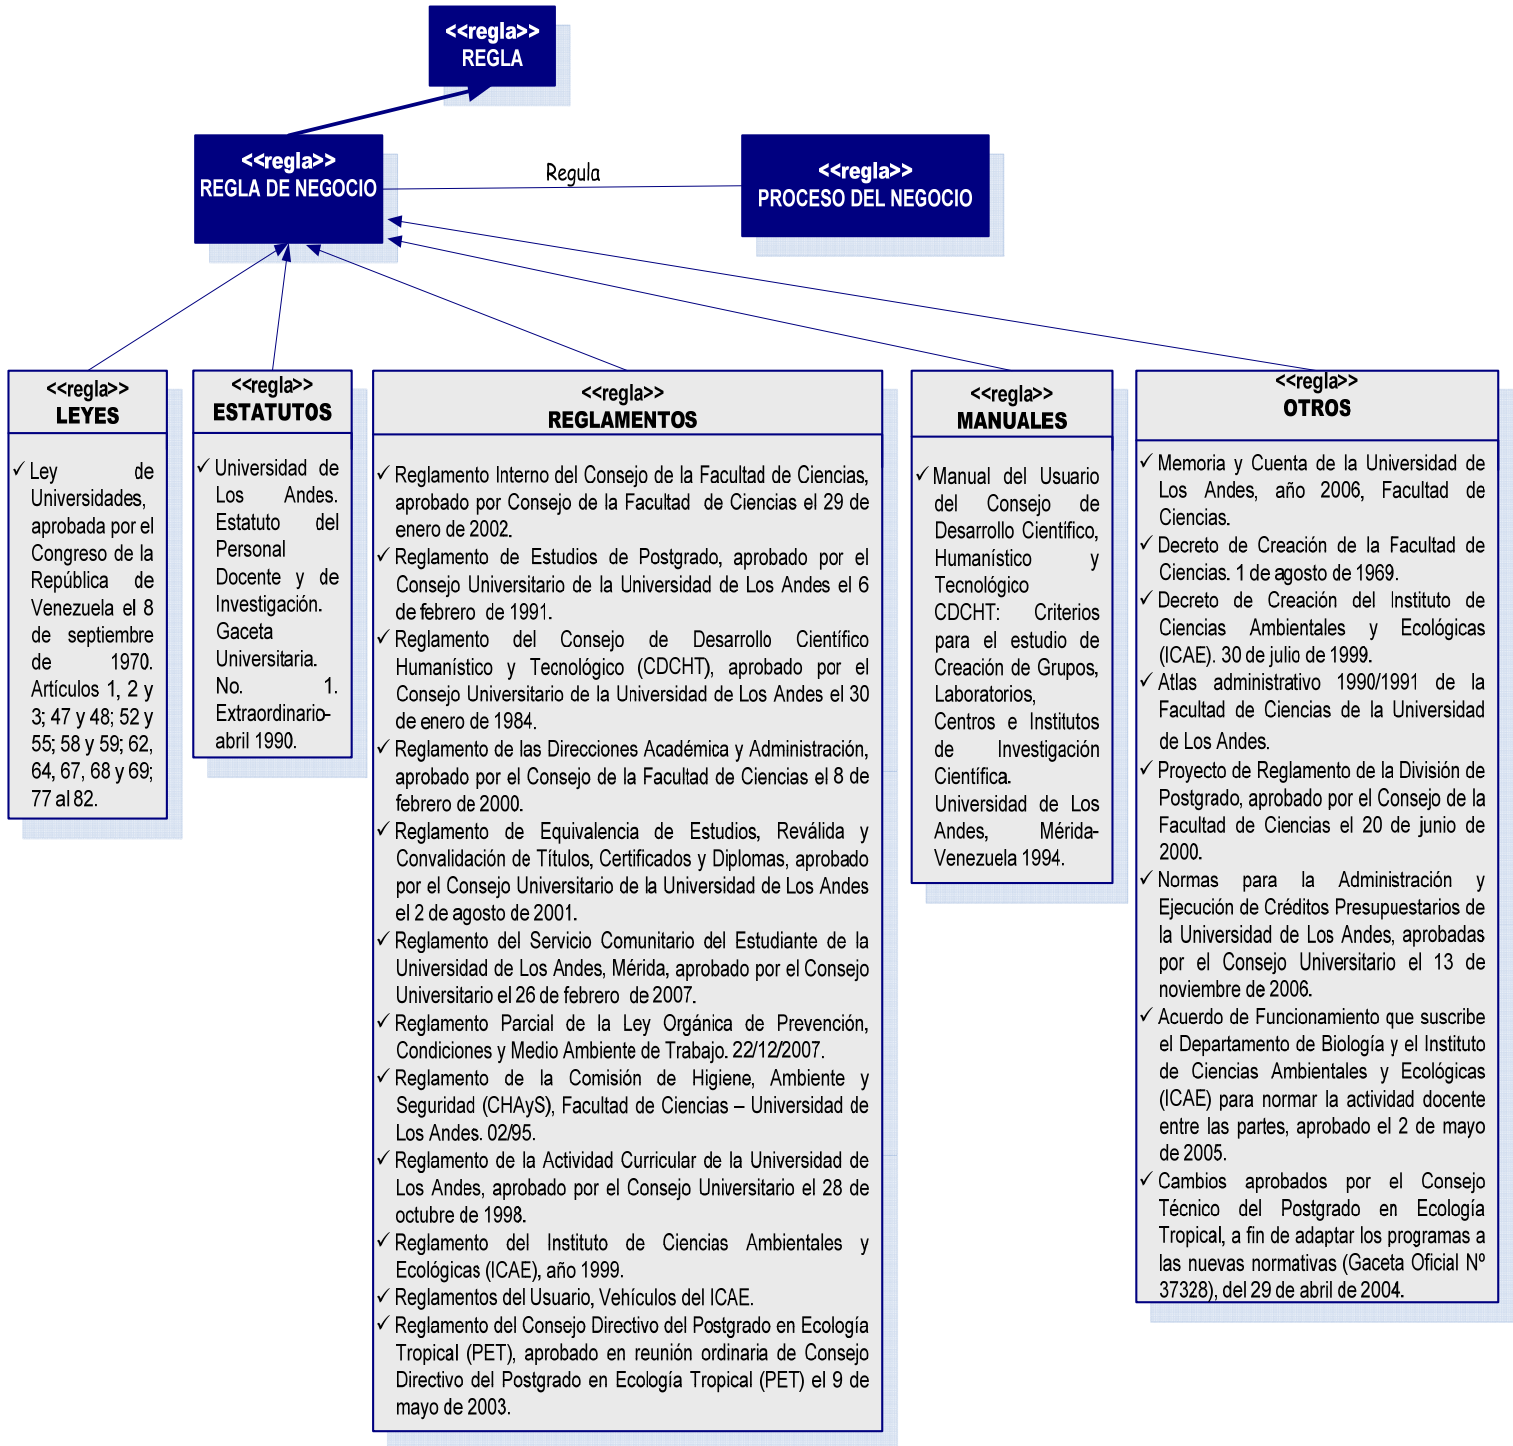 <<regla>>
REGLA
<<regla>>
REGLA DE NEGOCIO
Regula
<<regla>>
PROCESO DEL NEGOCIO
<<regla>>
LEYES
✓ Ley de
Universidades,
aprobada por el
Congreso de la
República de
Venezuela el 8
de septiembre
de 1970.
Artículos 1, 2 y
3; 47 y 48; 52 y
55; 58 y 59; 62,
64, 67, 68 y 69;
77 al 82.
<<regla>>
ESTATUTOS
✓ Universidad de
Los Andes.
Estatuto del
Personal
Docente y de
Investigación.
Gaceta
Universitaria.
No. 1.
Extraordinario–
abril 1990.
<<regla>>
REGLAMENTOS
✓ Reglamento Interno del Consejo de la Facultad de Ciencias,
aprobado por Consejo de la Facultad de Ciencias el 29 de
enero de 2002.
✓ Reglamento de Estudios de Postgrado, aprobado por el
Consejo Universitario de la Universidad de Los Andes el 6
de febrero de 1991.
✓ Reglamento del Consejo de Desarrollo Científico
Humanístico y Tecnológico (CDCHT), aprobado por el
Consejo Universitario de la Universidad de Los Andes el 30
de enero de 1984.
✓ Reglamento de las Direcciones Académica y Administración,
aprobado por el Consejo de la Facultad de Ciencias el 8 de
febrero de 2000.
✓ Reglamento de Equivalencia de Estudios, Reválida y
Convalidación de Títulos, Certificados y Diplomas, aprobado
por el Consejo Universitario de la Universidad de Los Andes
el 2 de agosto de 2001.
✓ Reglamento del Servicio Comunitario del Estudiante de la
Universidad de Los Andes, Mérida, aprobado por el Consejo
Universitario el 26 de febrero de 2007.
✓ Reglamento Parcial de la Ley Orgánica de Prevención,
Condiciones y Medio Ambiente de Trabajo. 22/12/2007.
✓ Reglamento de la Comisión de Higiene, Ambiente y
Seguridad (CHAyS), Facultad de Ciencias – Universidad de
Los Andes. 02/95.
✓ Reglamento de la Actividad Curricular de la Universidad de
Los Andes, aprobado por el Consejo Universitario el 28 de
octubre de 1998.
✓ Reglamento del Instituto de Ciencias Ambientales y
Ecológicas (ICAE), año 1999.
✓ Reglamentos del Usuario, Vehículos del ICAE.
✓ Reglamento del Consejo Directivo del Postgrado en Ecología
Tropical (PET), aprobado en reunión ordinaria de Consejo
Directivo del Postgrado en Ecología Tropical (PET) el 9 de
mayo de 2003.
<<regla>>
MANUALES
✓ Manual del Usuario
del Consejo de
Desarrollo Científico,
Humanístico y
Tecnológico
CDCHT: Criterios
para el estudio de
Creación de Grupos,
Laboratorios,
Centros e Institutos
de Investigación
Científica.
Universidad de Los
Andes, Mérida-
Venezuela 1994.
<<regla>>
OTROS
✓ Memoria y Cuenta de la Universidad de
Los Andes, año 2006, Facultad de
Ciencias.
✓ Decreto de Creación de la Facultad de
Ciencias. 1 de agosto de 1969.
✓ Decreto de Creación del Instituto de
Ciencias Ambientales y Ecológicas
(ICAE). 30 de julio de 1999.
✓ Atlas administrativo 1990/1991 de la
Facultad de Ciencias de la Universidad
de Los Andes.
✓ Proyecto de Reglamento de la División de
Postgrado, aprobado por el Consejo de la
Facultad de Ciencias el 20 de junio de
2000.
✓ Normas para la Administración y
Ejecución de Créditos Presupuestarios de
la Universidad de Los Andes, aprobadas
por el Consejo Universitario el 13 de
noviembre de 2006.
✓ Acuerdo de Funcionamiento que suscribe
el Departamento de Biología y el Instituto
de Ciencias Ambientales y Ecológicas
(ICAE) para normar la actividad docente
entre las partes, aprobado el 2 de mayo
de 2005.
✓ Cambios aprobados por el Consejo
Técnico del Postgrado en Ecología
Tropical, a fin de adaptar los programas a
las nuevas normativas (Gaceta Oficial Nº
37328), del 29 de abril de 2004.